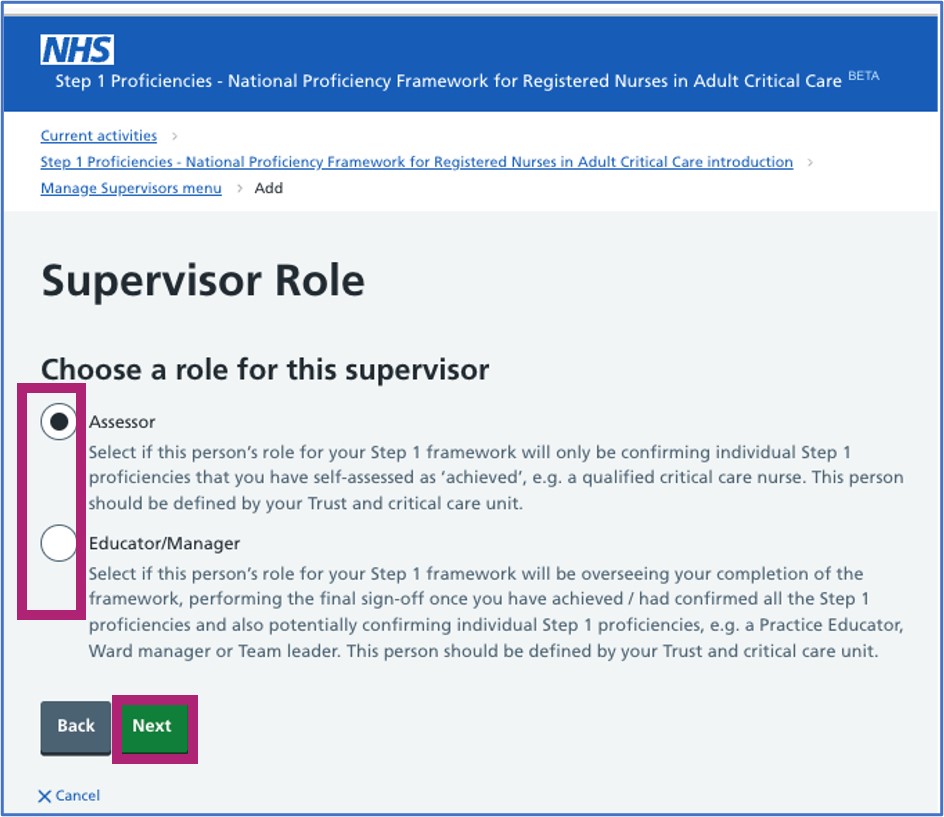 NHS
Step 1 Proficiencies - National Proficiency Framework for Registered Nurses in Adult Critical Care BETA
Current activities
Step 1 Proficiencies - National Proficiency Framework for Registered Nurses in Adult Critical Care introduction
Manage Supervisors menu > Add
Supervisor Role
Choose a role for this supervisor
Assessor
Select if this person’s role for your Step 1 framework will only be confirming individual Step 1
proficiencies that you have self-assessed as ‘achieved’, e.g. a qualified critical care nurse. This person
should be defined by your Trust and critical care unit.
Educator/Manager
Select if this person’s role for your Step 1 framework will be overseeing your completion of the
framework, performing the final sign-off once you have achieved / had confirmed all the Step 1
proficiencies and also potentially confirming individual Step 1 proficiencies, e.g. a Practice Educator,
Ward manager or Team leader. This person should be defined by your Trust and critical care unit.
Back Next
Cancel